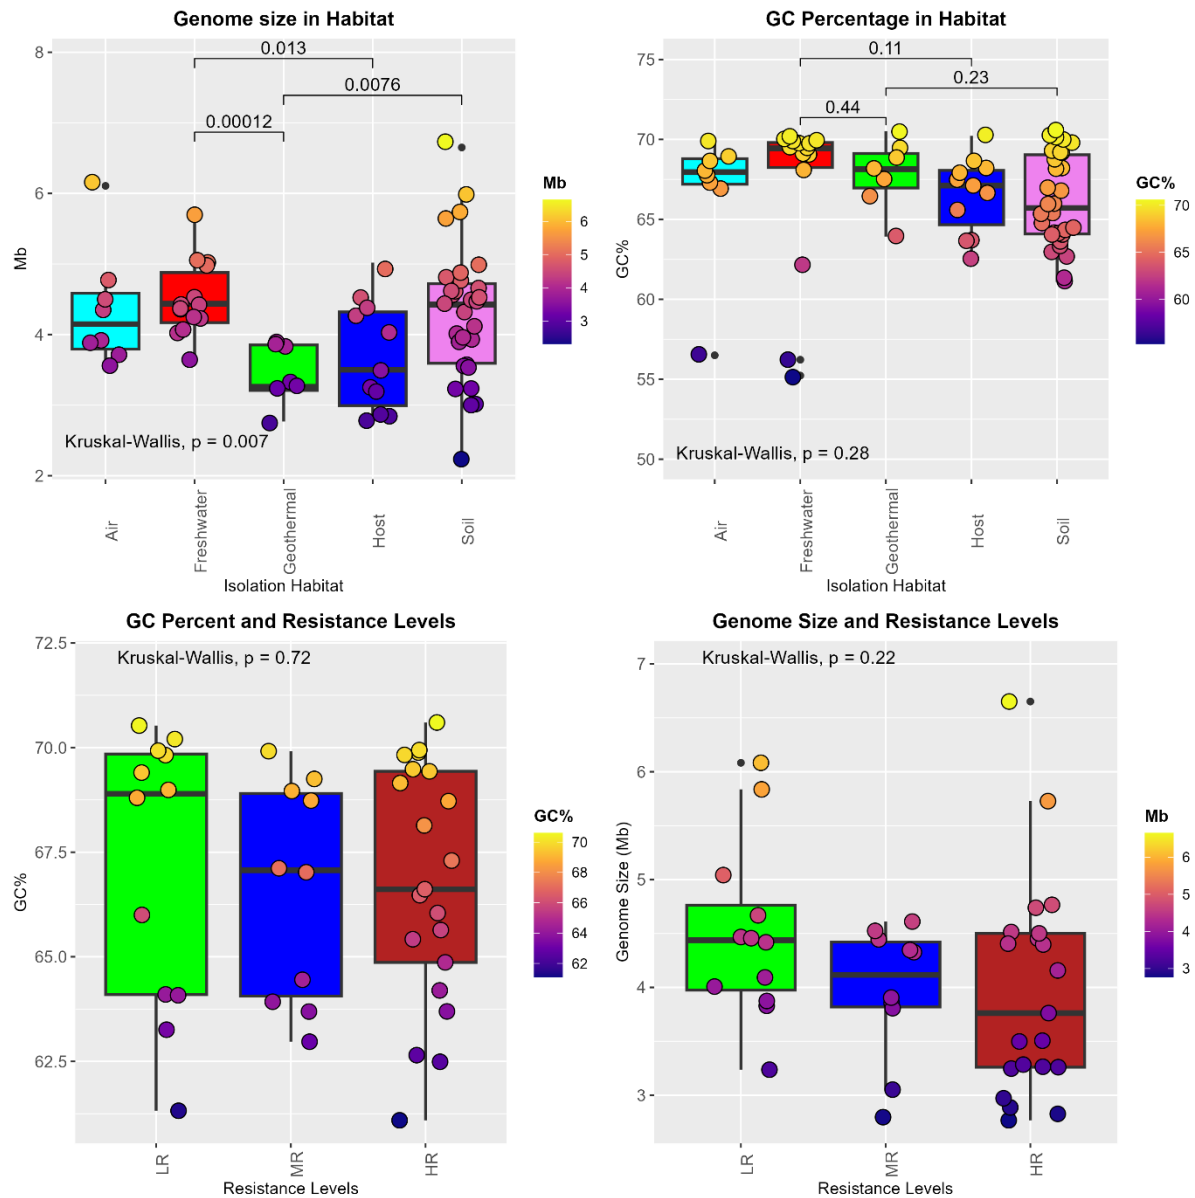 Genome size in Habitat
8
6
4
2
Mb
0.013
0.0076
0.00012
Kruskal-Wallis, p = 0.007
Air
Freshwater
Geothermal
Host
Soil
Isolation Habitat
Mb
6
5
4
3
GC Percentage in Habitat
75
70
65
60
55
50
GC%
0.11
0.23
0.44
Kruskal-Wallis, p = 0.28
Air
Freshwater
Geothermal
Host
Soil
Isolation Habitat
GC%
70
65
60
GC Percent and Resistance Levels
72.5
70.0
67.5
65.0
62.5
GC%
Kruskal-Wallis, p = 0.72
LR
MR
HR
Resistance Levels
GC%
70
68
66
64
62
Genome Size and Resistance Levels
7
6
5
4
3
Genome Size (Mb)
Kruskal-Wallis, p = 0.22
LR
MR
HR
Resistance Levels
Mb
6
5
4
3